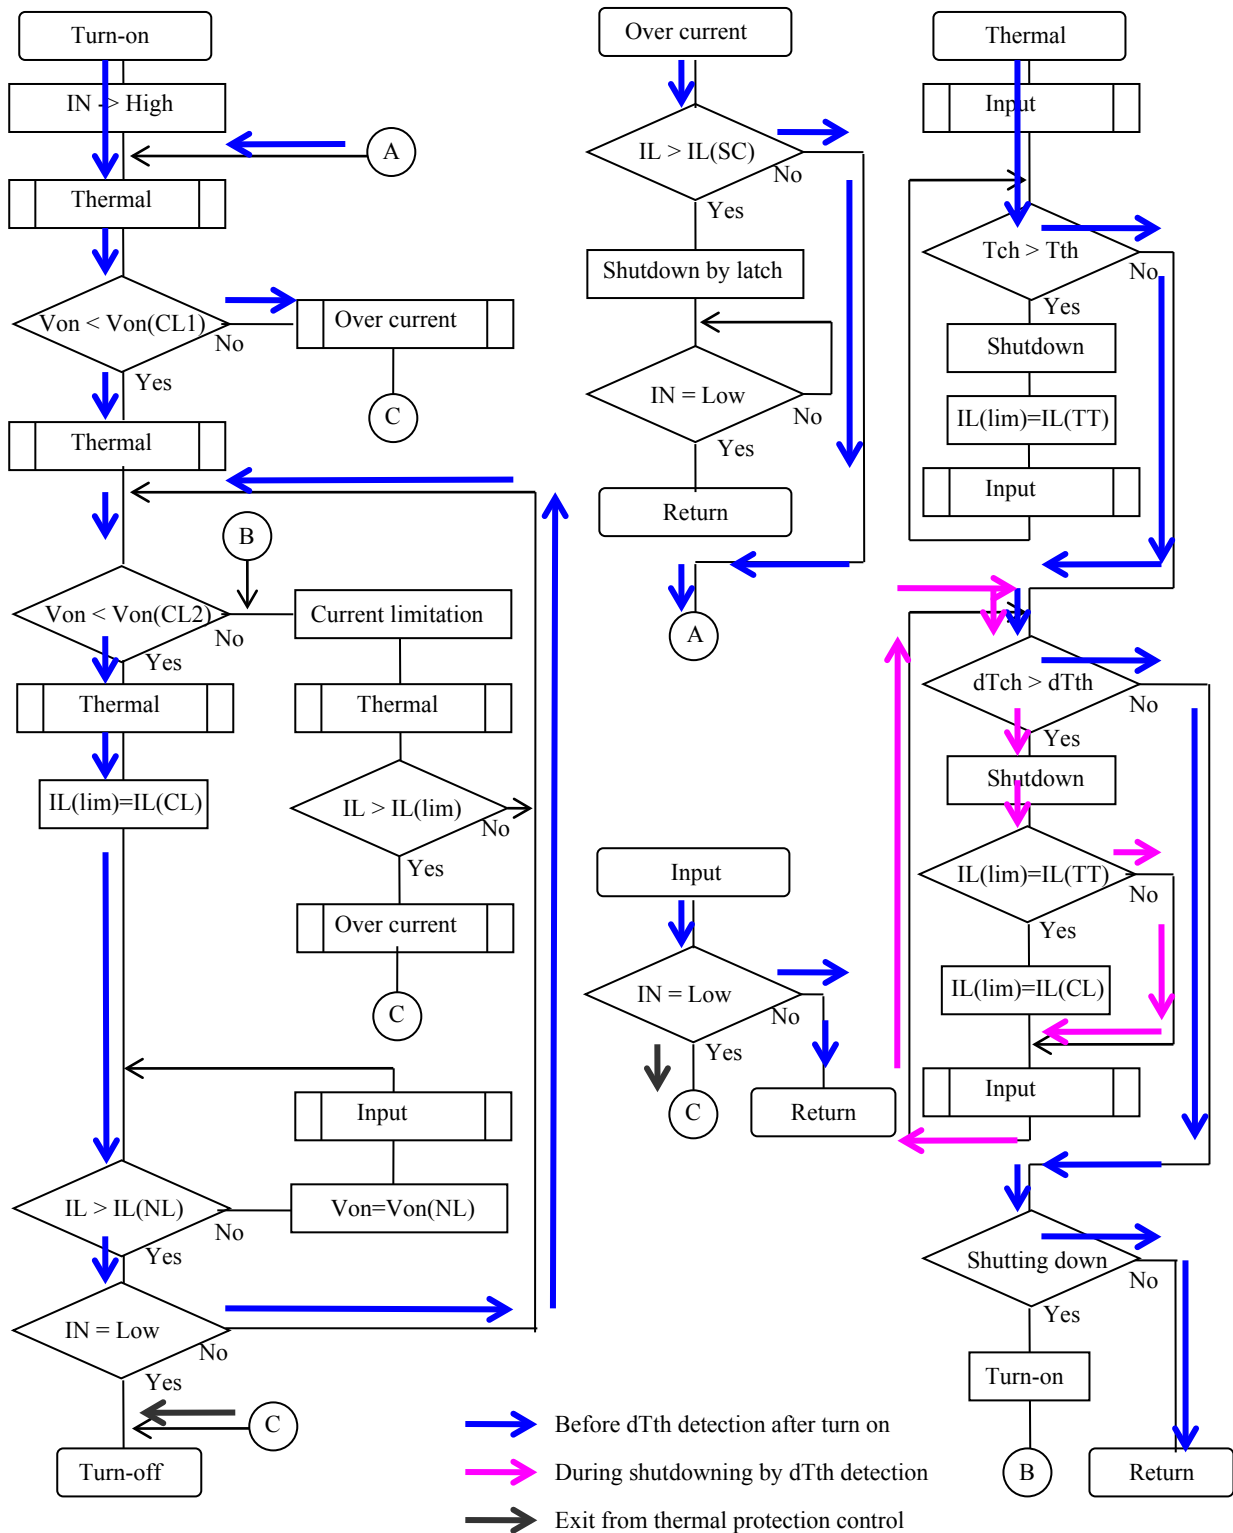 Turn-on
IN -> High
A
Thermal
Von < Von(CL1)
No
Yes
Over current
C
Thermal
B
Von < Von(CL2)
No
Yes
Current limitation
Thermal
Thermal
IL(lim)=IL(CL)
IL > IL(lim)
No
Yes
Over current
C
Input
Von=Von(NL)
IL > IL(NL)
No
Yes
IN = Low
No
Yes
C
Turn-off
Over current
IL > IL(SC)
No
Yes
Shutdown by latch
IN = Low
No
Yes
Return
A
Input
IN = Low
No
Yes
C
Return
Thermal
Input
Tch > Tth
No
Yes
Shutdown
IL(lim)=IL(TT)
Input
dTch > dTth
No
Yes
Shutdown
IL(lim)=IL(TT)
No
Yes
IL(lim)=IL(CL)
Input
Shutting down
No
Yes
Turn-on
B
Return
Before dTth detection after turn on
During shutdowning by dTth detection
Exit from thermal protection control